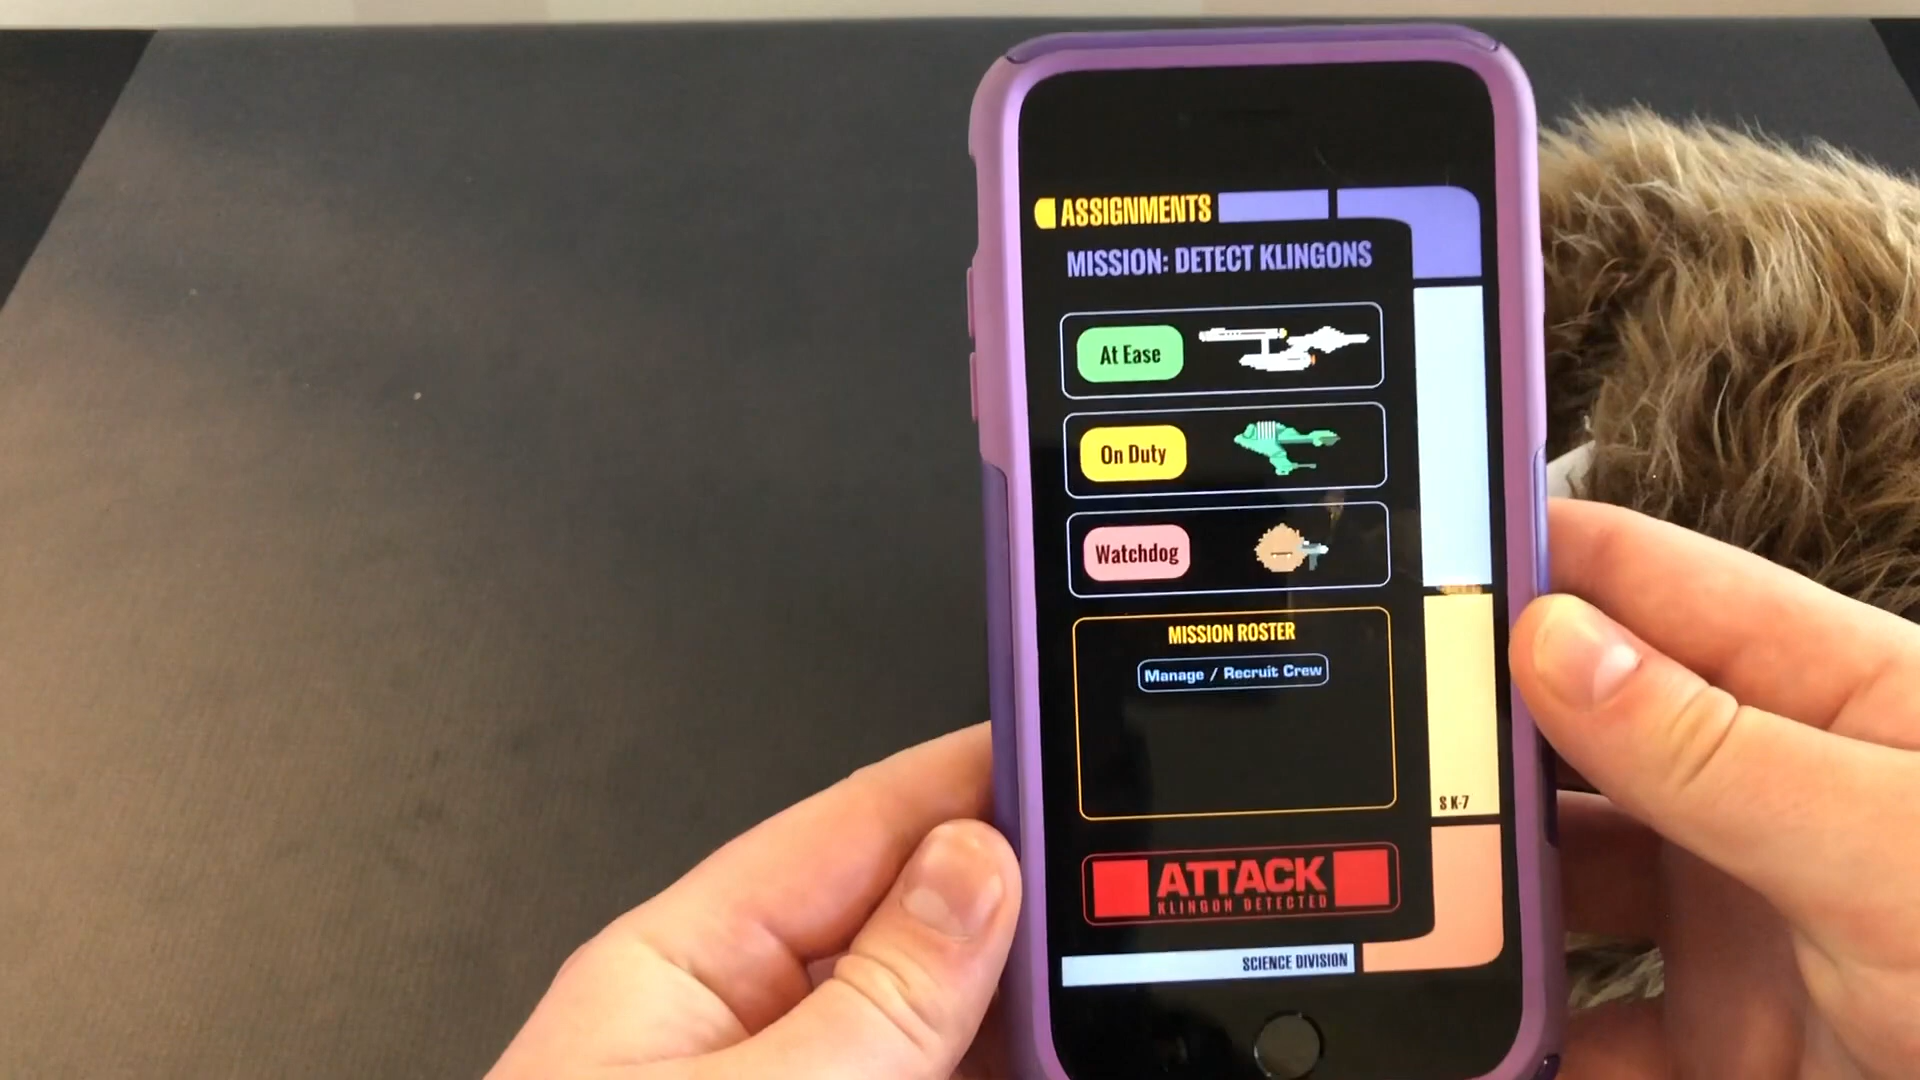 ASSIGNMENTS
MISSION: DETECT KLINGONS
At Ease
On Duty
Watchdog
MISSION ROSTER
Manage / Recruit Crew
S K-7
ATTACK
KLINGON DETECTED
SCIENCE DIVISION